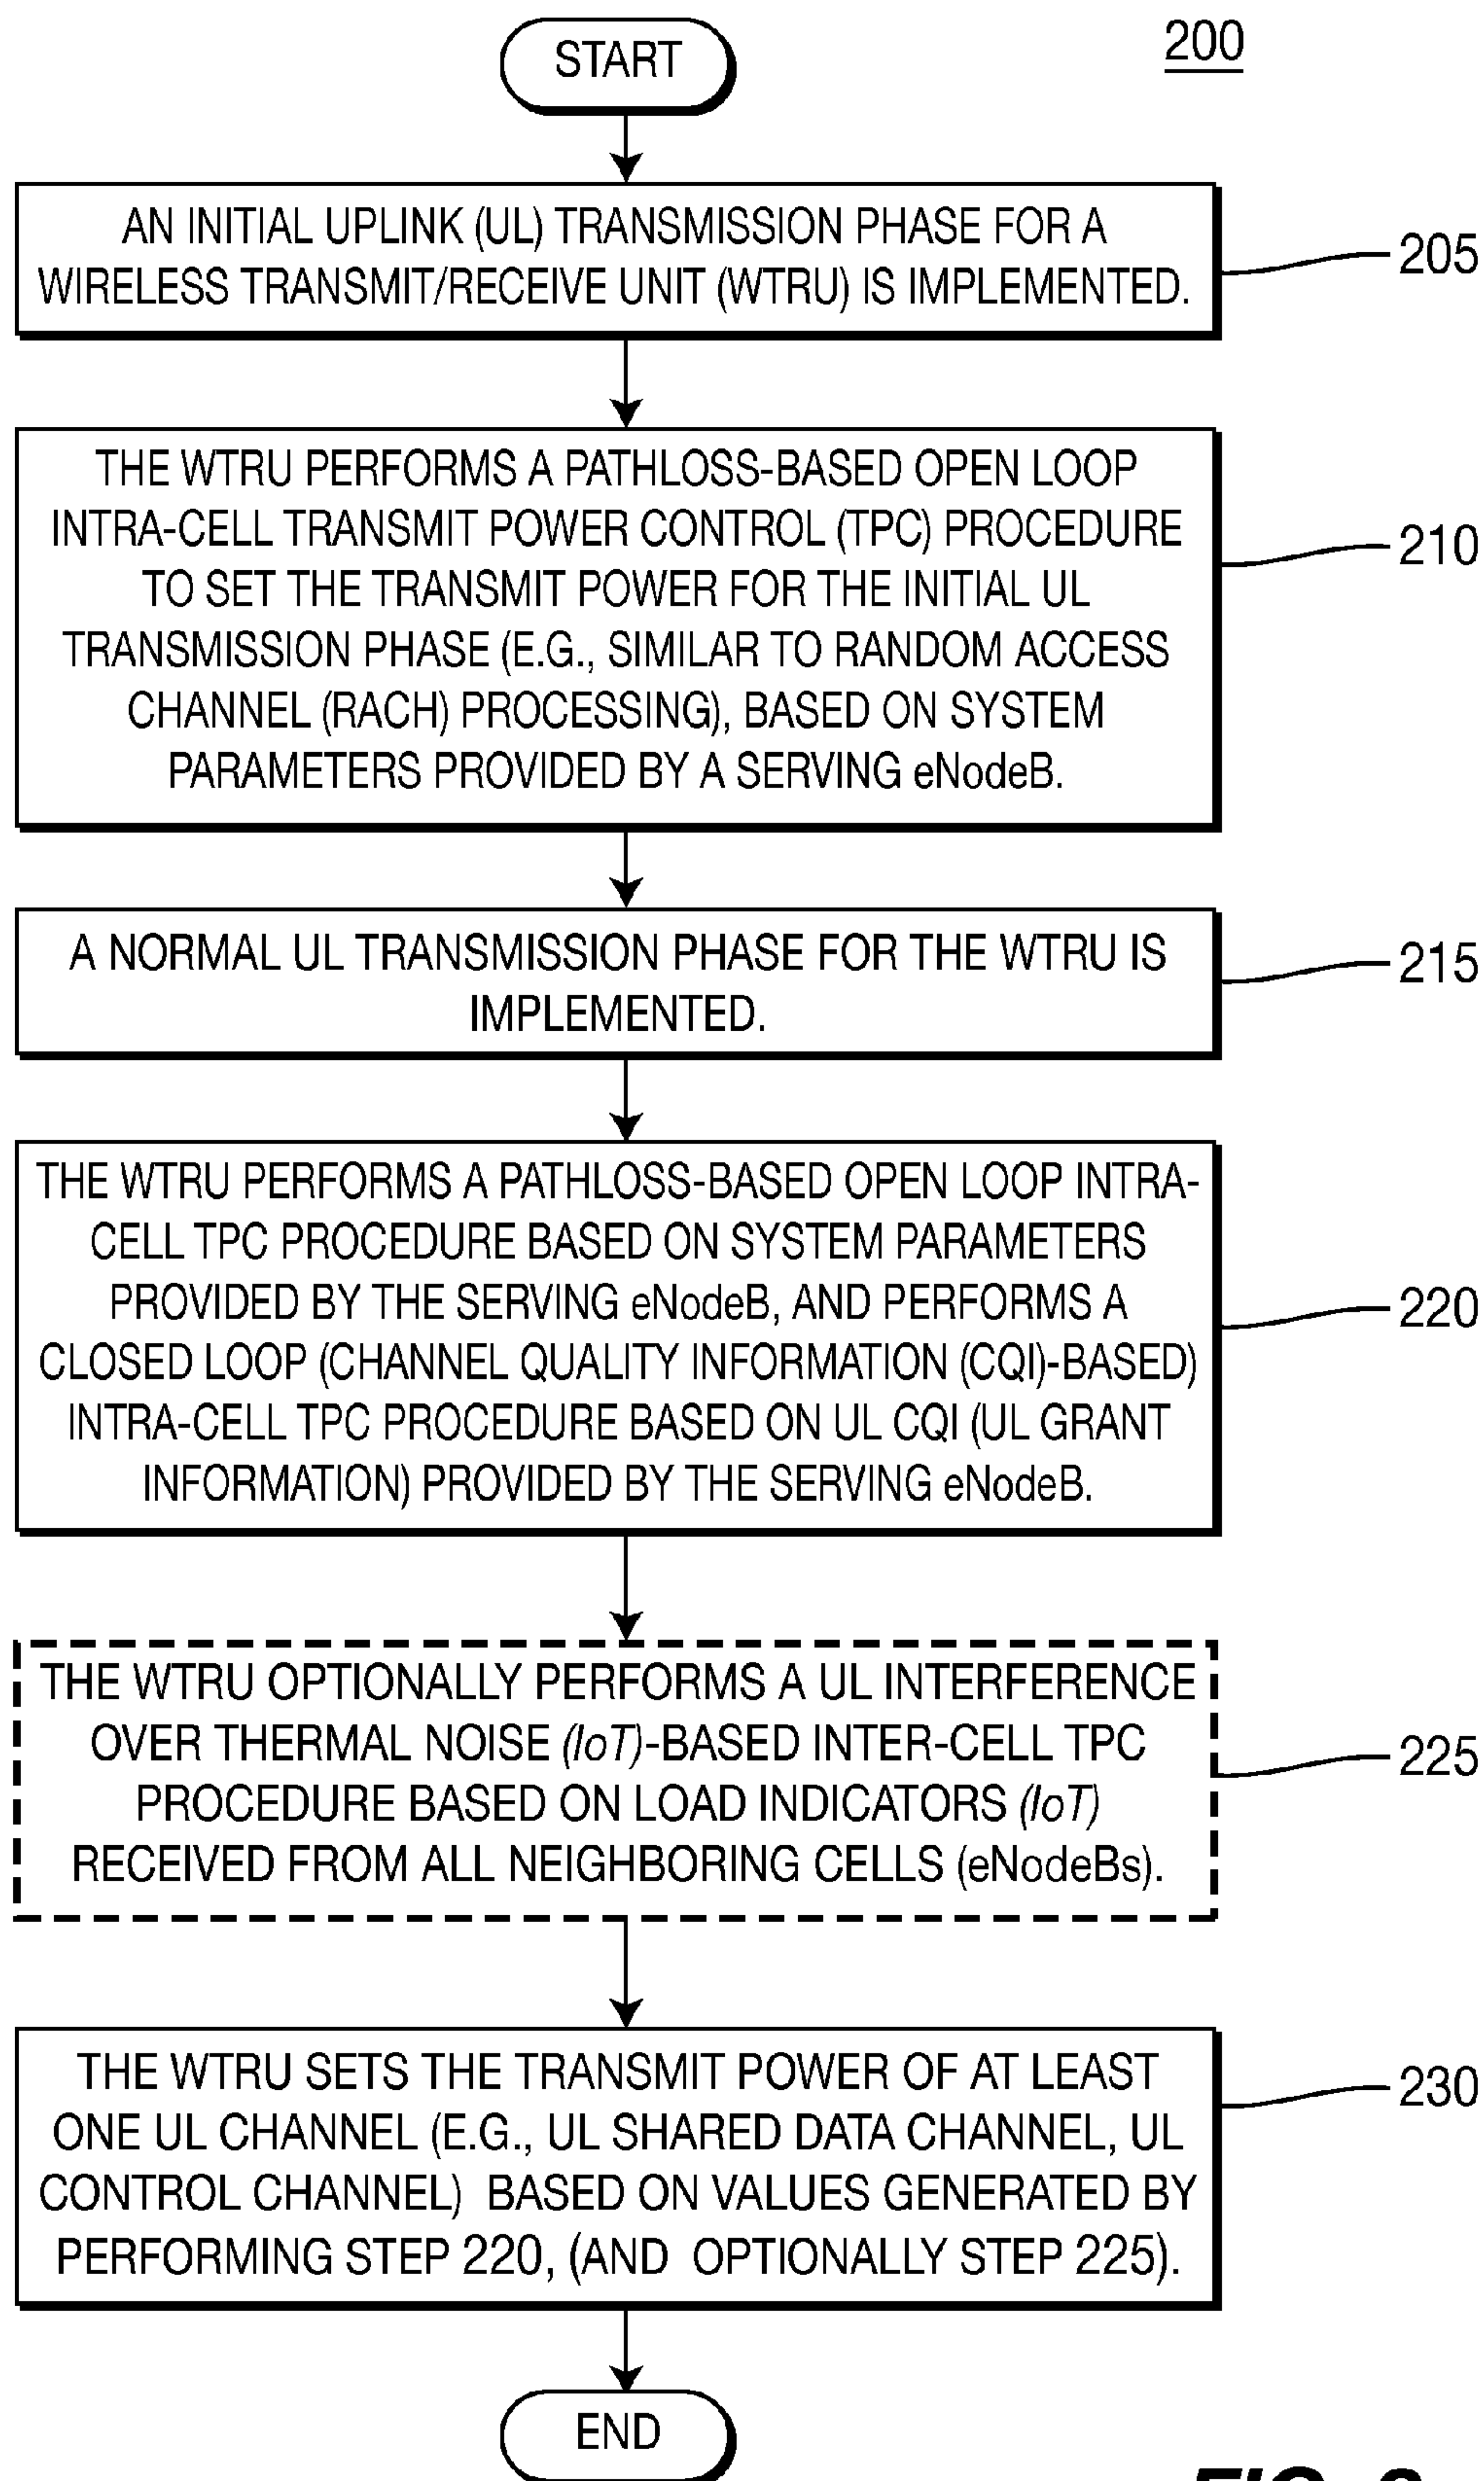 START
200
AN INITIAL UPLINK (UL) TRANSMISSION PHASE FOR A
WIRELESS TRANSMIT/RECEIVE UNIT (WTRU) IS IMPLEMENTED.
205
THE WTRU PERFORMS A PATHLOSS-BASED OPEN LOOP
INTRA-CELL TRANSMIT POWER CONTROL (TPC) PROCEDURE
TO SET THE TRANSMIT POWER FOR THE INITIAL UL
TRANSMISSION PHASE (E.G., SIMILAR TO RANDOM ACCESS
CHANNEL (RACH) PROCESSING), BASED ON SYSTEM
PARAMETERS PROVIDED BY A SERVING eNodeB.
210
A NORMAL UL TRANSMISSION PHASE FOR THE WTRU IS
IMPLEMENTED.
215
THE WTRU PERFORMS A PATHLOSS-BASED OPEN LOOP INTRA-
CELL TPC PROCEDURE BASED ON SYSTEM PARAMETERS
PROVIDED BY THE SERVING eNodeB, AND PERFORMS A
CLOSED LOOP (CHANNEL QUALITY INFORMATION (CQI)-BASED)
INTRA-CELL TPC PROCEDURE BASED ON UL CQI (UL GRANT
INFORMATION) PROVIDED BY THE SERVING eNodeB.
220
THE WTRU OPTIONALLY PERFORMS A UL INTERFERENCE
OVER THERMAL NOISE (IoT)-BASED INTER-CELL TPC
PROCEDURE BASED ON LOAD INDICATORS (IoT)
RECEIVED FROM ALL NEIGHBORING CELLS (eNodeBs).
225
THE WTRU SETS THE TRANSMIT POWER OF AT LEAST
ONE UL CHANNEL (E.G., UL SHARED DATA CHANNEL, UL
CONTROL CHANNEL) BASED ON VALUES GENERATED BY
PERFORMING STEP 220, (AND OPTIONALLY STEP 225).
230
END